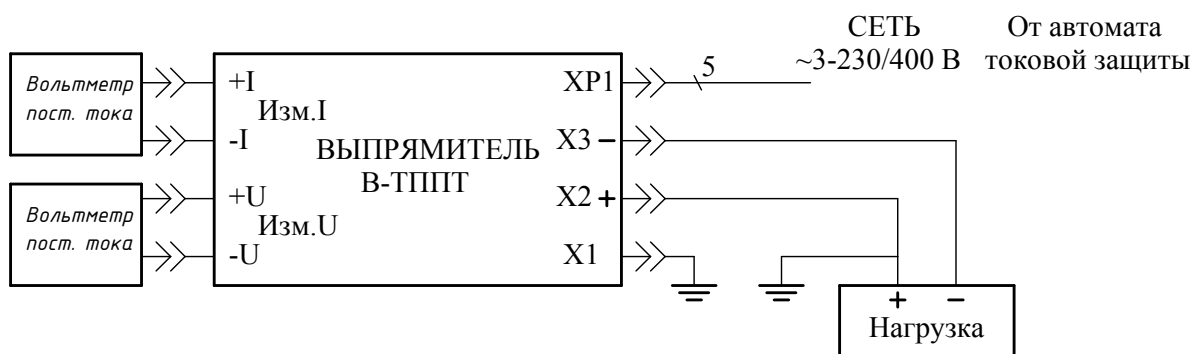 СЕТЬ
~3-230/400 В
От автомата
токовой защиты
Вольтметр
пост. тока
Вольтметр
пост. тока
+I
Изм.I
-I
+U
Изм.U
-U
ВЫПРЯМИТЕЛЬ
В-ТППТ
XP1
5
X3 −
X2 +
X1
+ −
Нагрузка